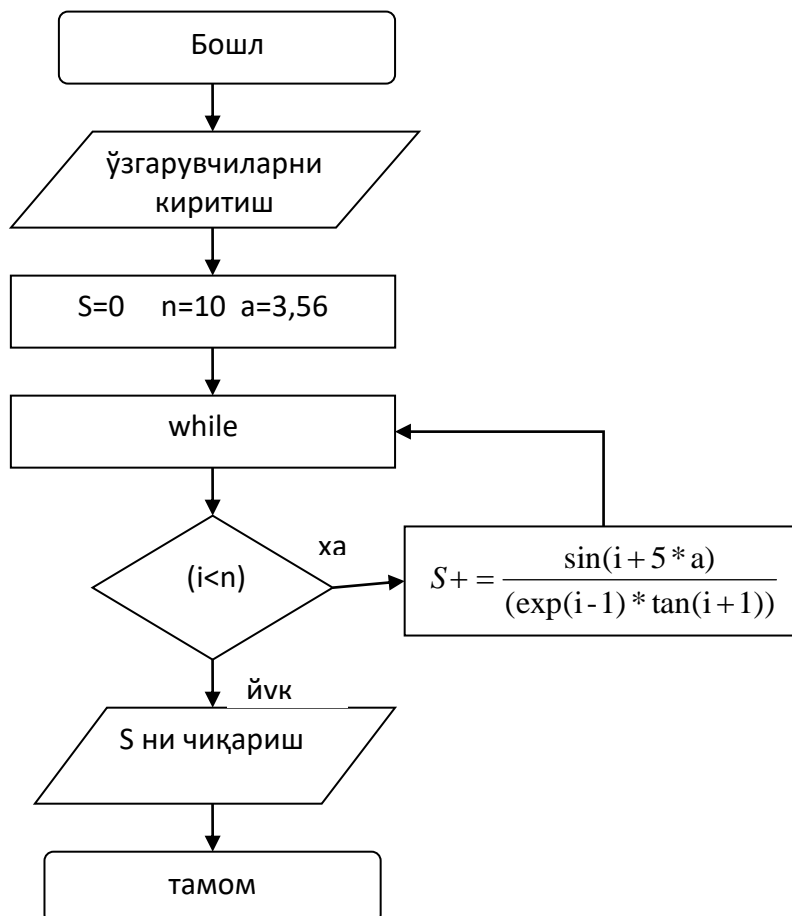 Бошл
ўзгарувчиларни
киритиш
S=0 n=10 a=3,56
while
(i<n)
ха
S+=\frac{sin(i+5*a)}{(exp(i-1)*tan(i+1))}
йук
S ни чиқариш
тамом